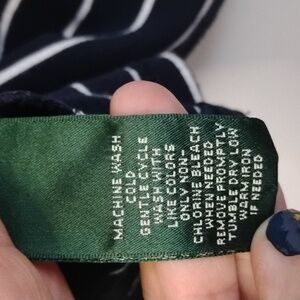 MACHINE WASH
COLD
GENTLE CYCLE
WASH WITH
LIKE COLORS
ONLY NON-
CHLORINE BLEACH
WHEN NEEDED
REMOVE PROMPTLY
TUMBLE DRY LOW
WARM IRON
IF NEEDED